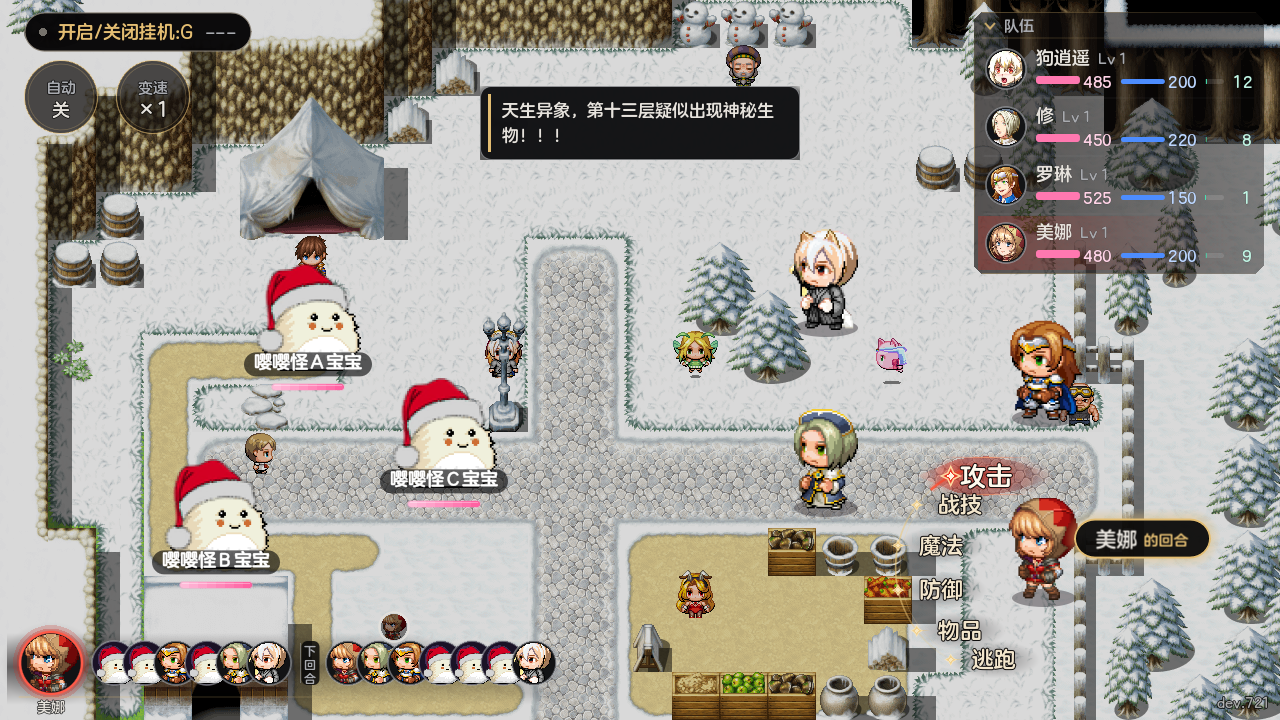 开启/关闭挂机:G ---
自动
关
变速
×1
天生异象，第十三层疑似出现神秘生
物！！！
队伍
狗逍遥 Lv 1
485 200 12
修 Lv 1
450 220 8
罗琳 Lv 1
525 150 1
美娜 Lv 1
480 200 9
嘤嘤怪A宝宝
嘤嘤怪C宝宝
嘤嘤怪B宝宝
攻击
战技
魔法
防御
物品
逃跑
美娜 的回合
下回合
美娜
dev.721